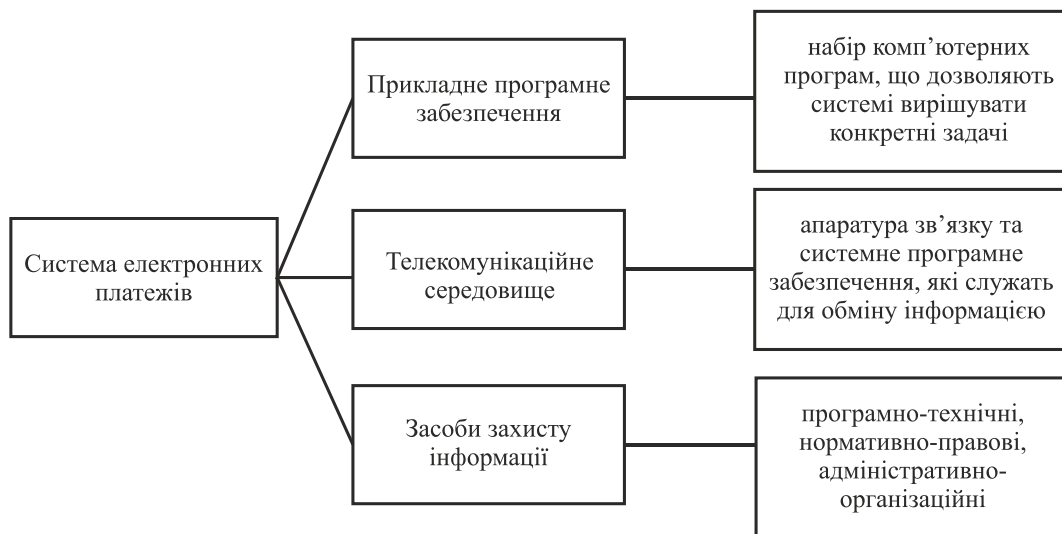 Система електронних
платежів
Прикладне програмне
забезпечення
набір комп’ютерних
програм, що дозволяють
системі вирішувати
конкретні задачі
Телекомунікаційне
середовище
апаратура зв’язку та
системне програмне
забезпечення, які служать
для обміну інформацією
Засоби захисту
інформації
програмно-технічні,
нормативно-правові,
адміністративно-
організаційні